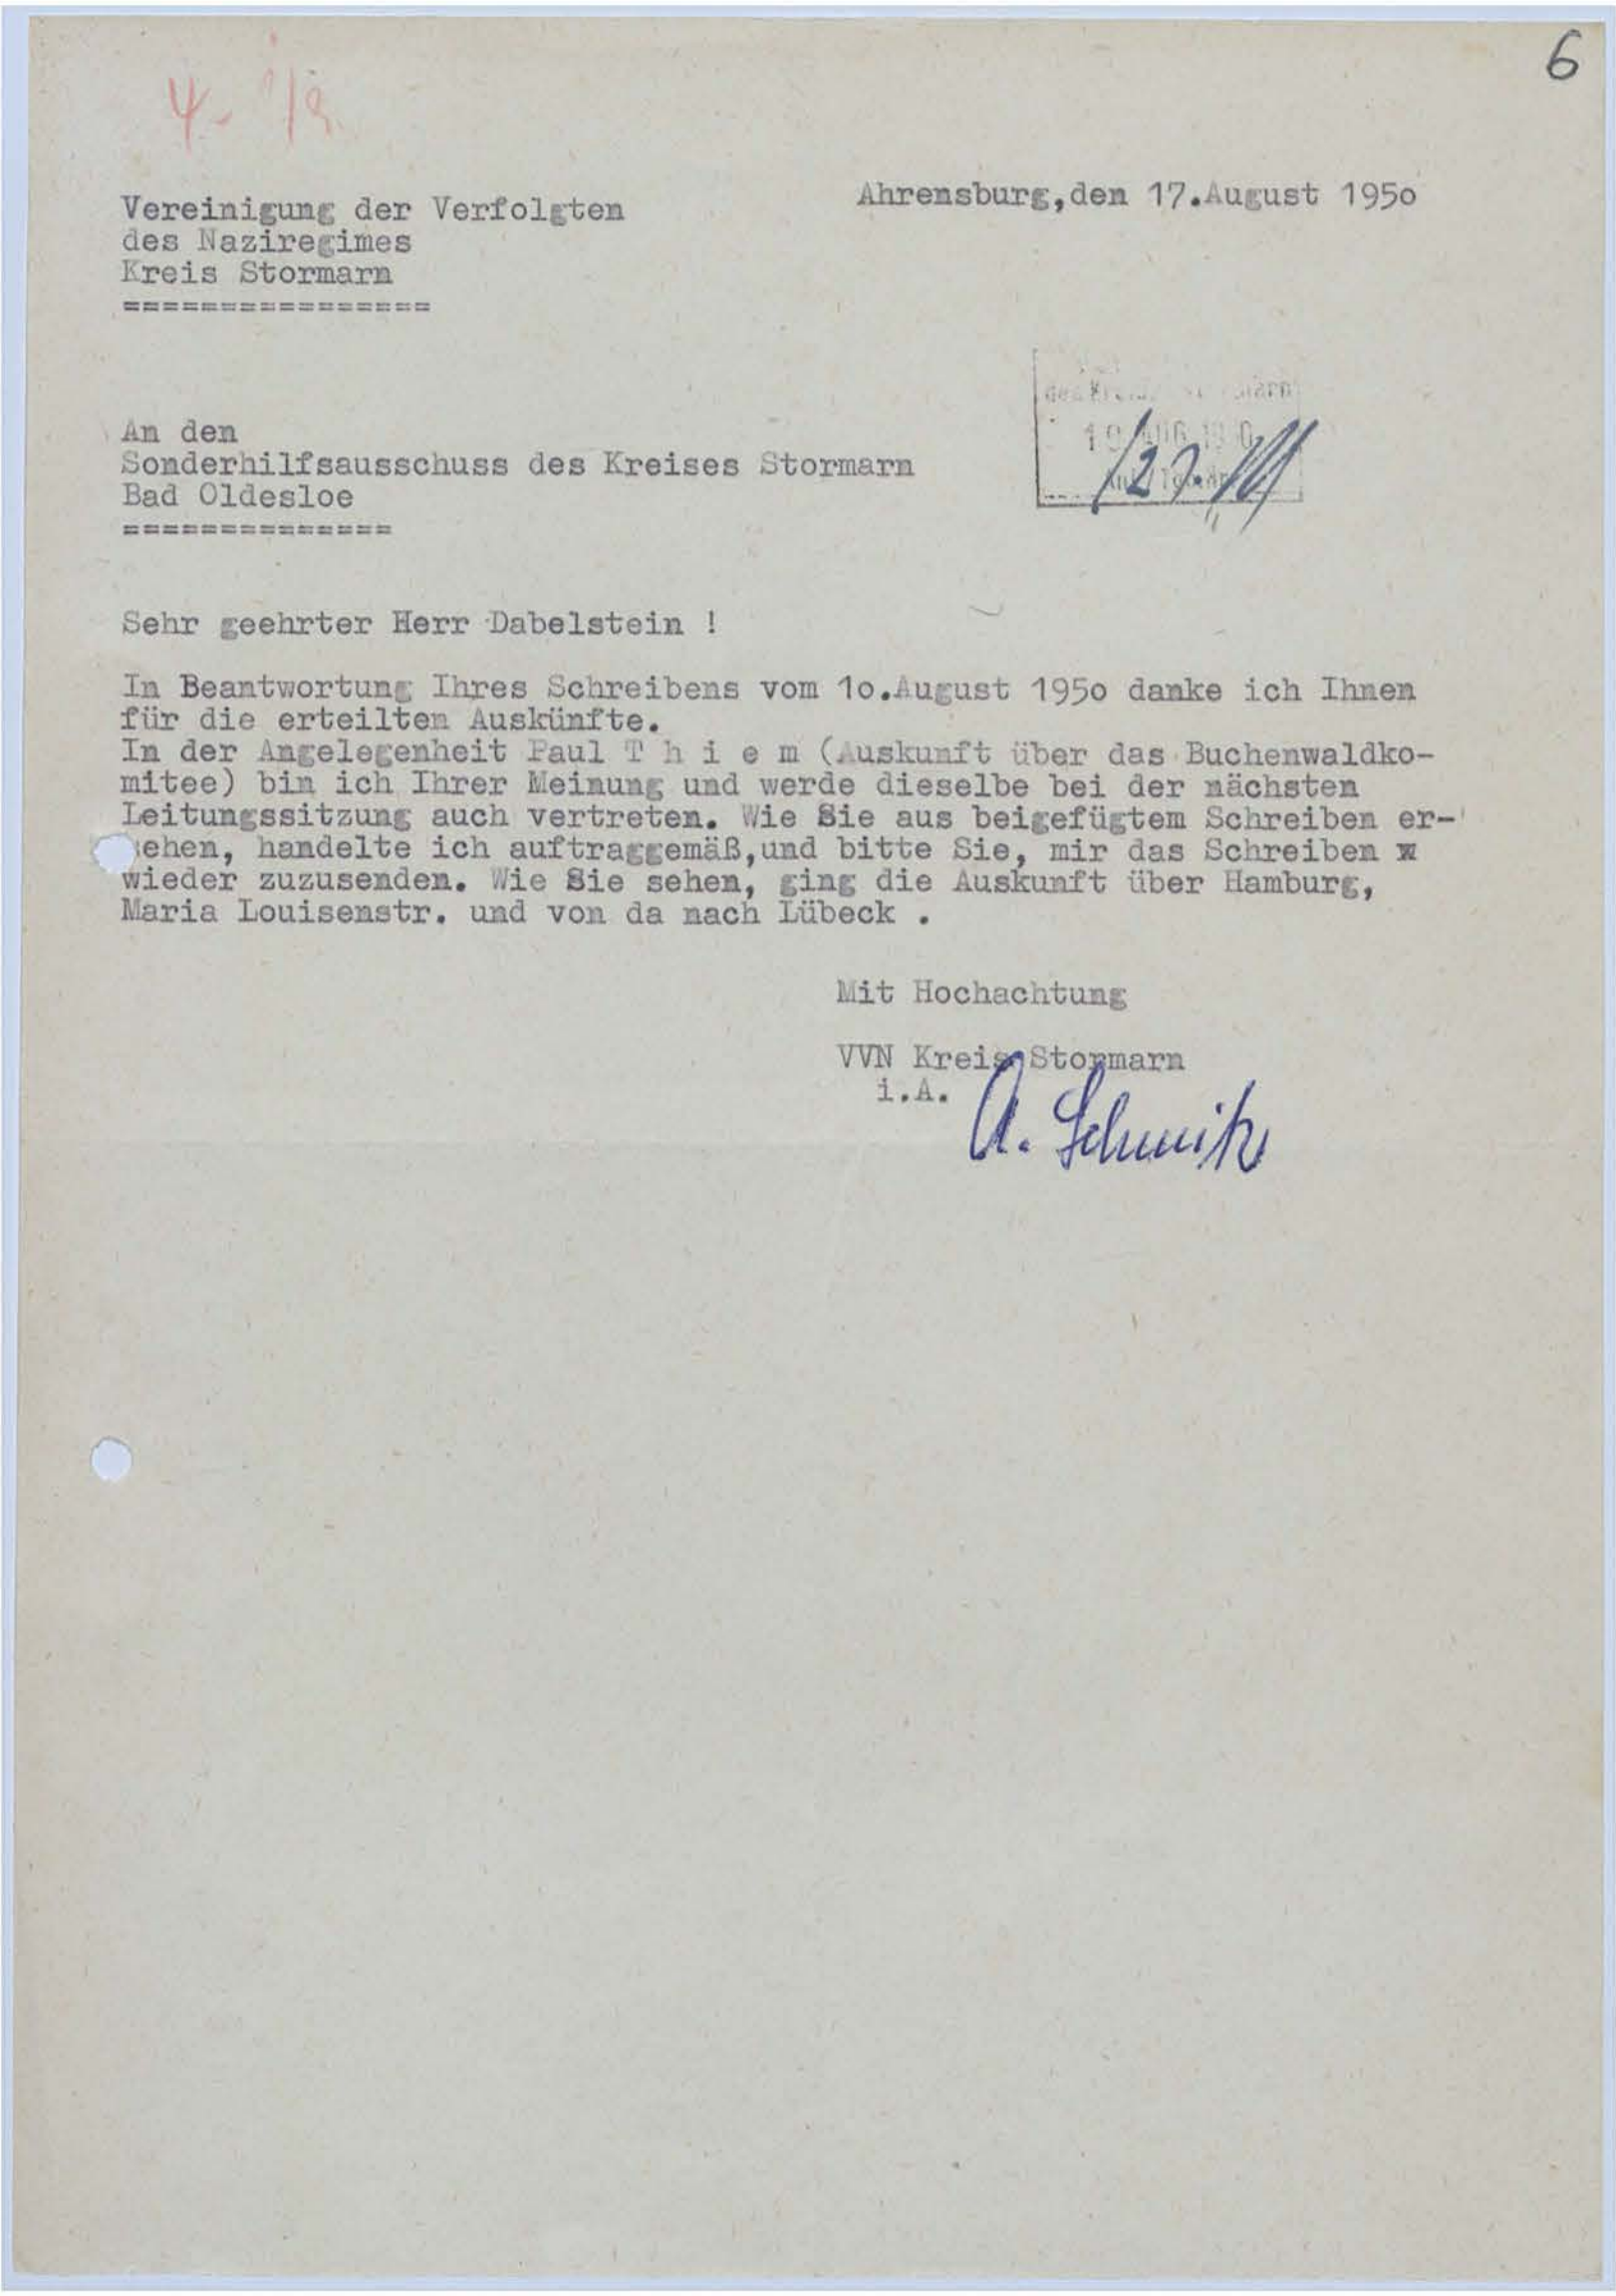 6
4.
Vereinigung der Verfolgten
des Naziregimes
Kreis Stormarn
================
Ahrensburg,den 17.August 195o
An den
Sonderhilfsausschuss des Kreises Stormarn
Bad Oldesloe
==============
Sehr geehrter Herr Dabelstein !
In Beantwortung Ihres Schreibens vom 1o.August 195o danke ich Ihnen
für die erteilten Auskünfte.
In der Angelegenheit Paul T h i e m (Auskunft über das Buchenwaldko-
mitee) bin ich Ihrer Meinung und werde dieselbe bei der nächsten
Leitungssitzung auch vertreten. Wie Sie aus beigefügtem Schreiben er-
sehen, handelte ich auftraggemäß,und bitte Sie, mir das Schreiben x
wieder zuzusenden. Wie Sie sehen, ging die Auskunft über Hamburg,
Maria Louisenstr. und von da nach Lübeck .
Mit Hochachtung
VVN Kreis Stormarn
i.A.
A. Schmitz